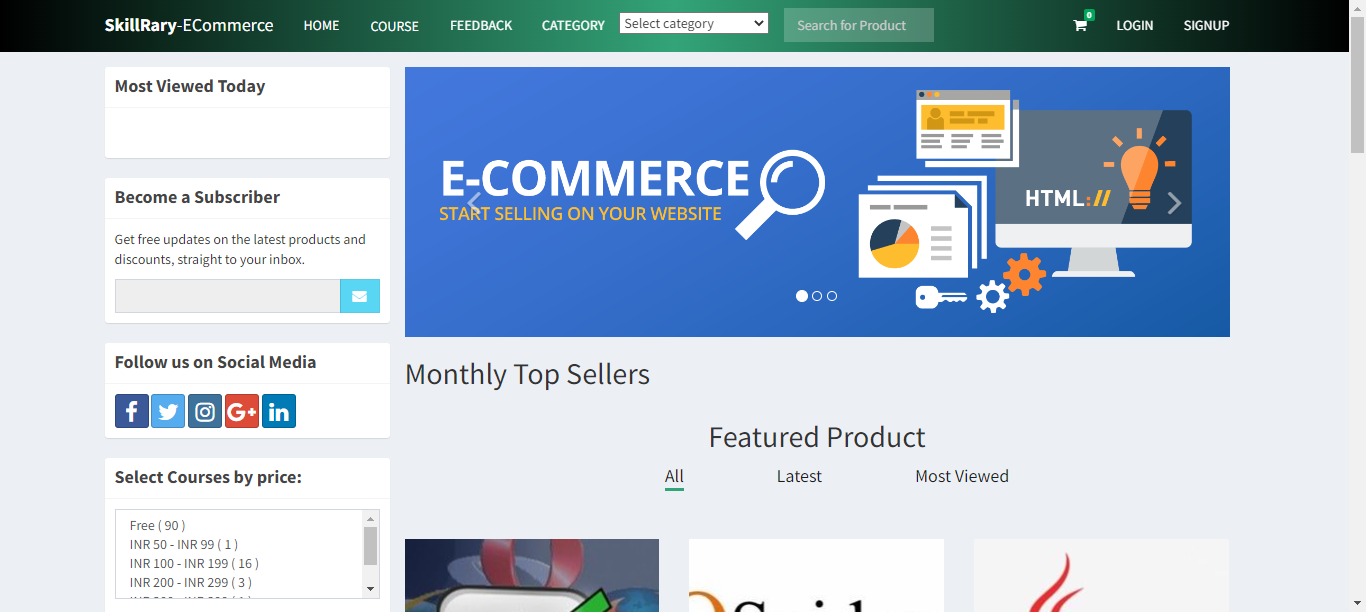 SkillRary-ECommerce HOME COURSE FEEDBACK CATEGORY Select category Search for Product 0 LOGIN SIGNUP
Most Viewed Today
Become a Subscriber
Get free updates on the latest products and
discounts, straight to your inbox.
Follow us on Social Media
G+
in
Select Courses by price:
Free ( 90 )
INR 50 - INR 99 ( 1 )
INR 100 - INR 199 ( 16 )
INR 200 - INR 299 ( 3 )
E-COMMERCE
START SELLING ON YOUR WEBSITE
HTML://
Monthly Top Sellers
Featured Product
All Latest Most Viewed